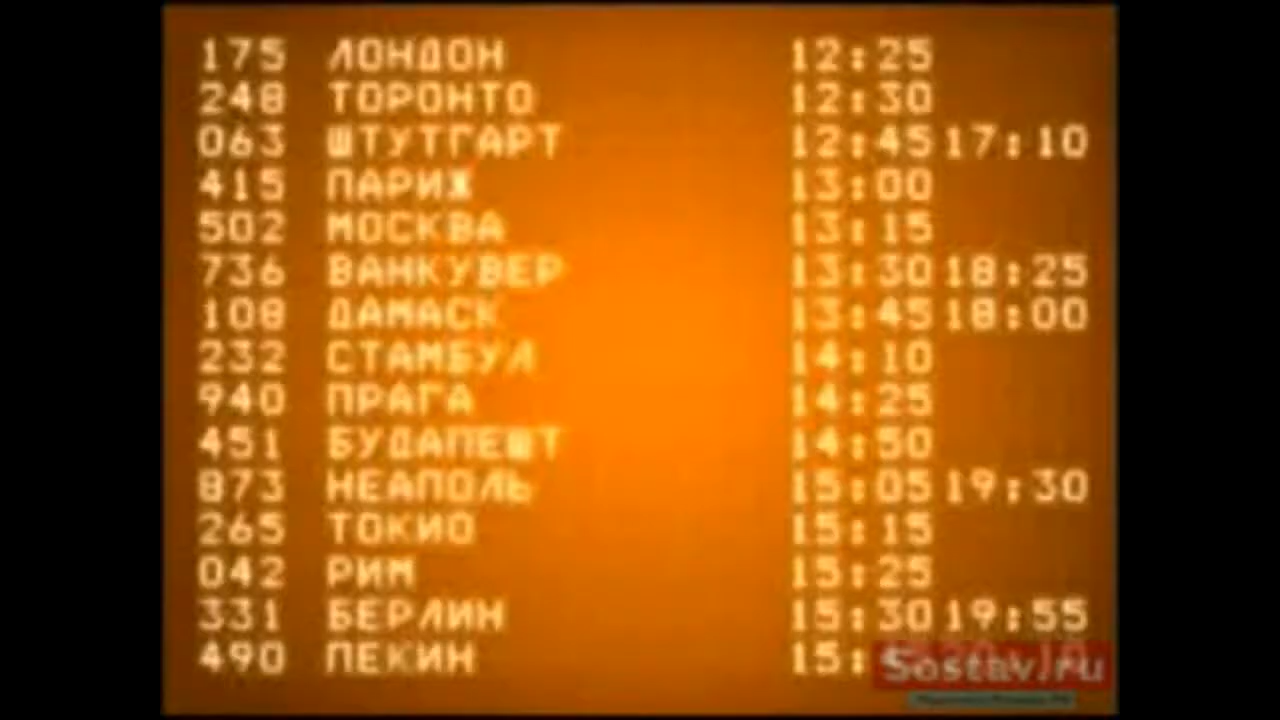 175 ЛОНДОН 12:25
248 ТОРОНТО 12:30
063 ШТУТГАРТ 12:45 17:10
415 ПАРИЖ 13:00
502 МОСКВА 13:15
736 ВАНКУВЕР 13:30 18:25
108 ДАМАСК 13:45 18:00
232 СТАМБУЛ 14:10
940 ПРАГА 14:25
451 БУДАПЕШТ 14:50
873 НЕАПОЛЬ 15:05 19:30
265 ТОКИО 15:15
042 РИМ 15:25
331 БЕРЛИН 15:30 19:55
490 ПЕКИН
Sostav.ru